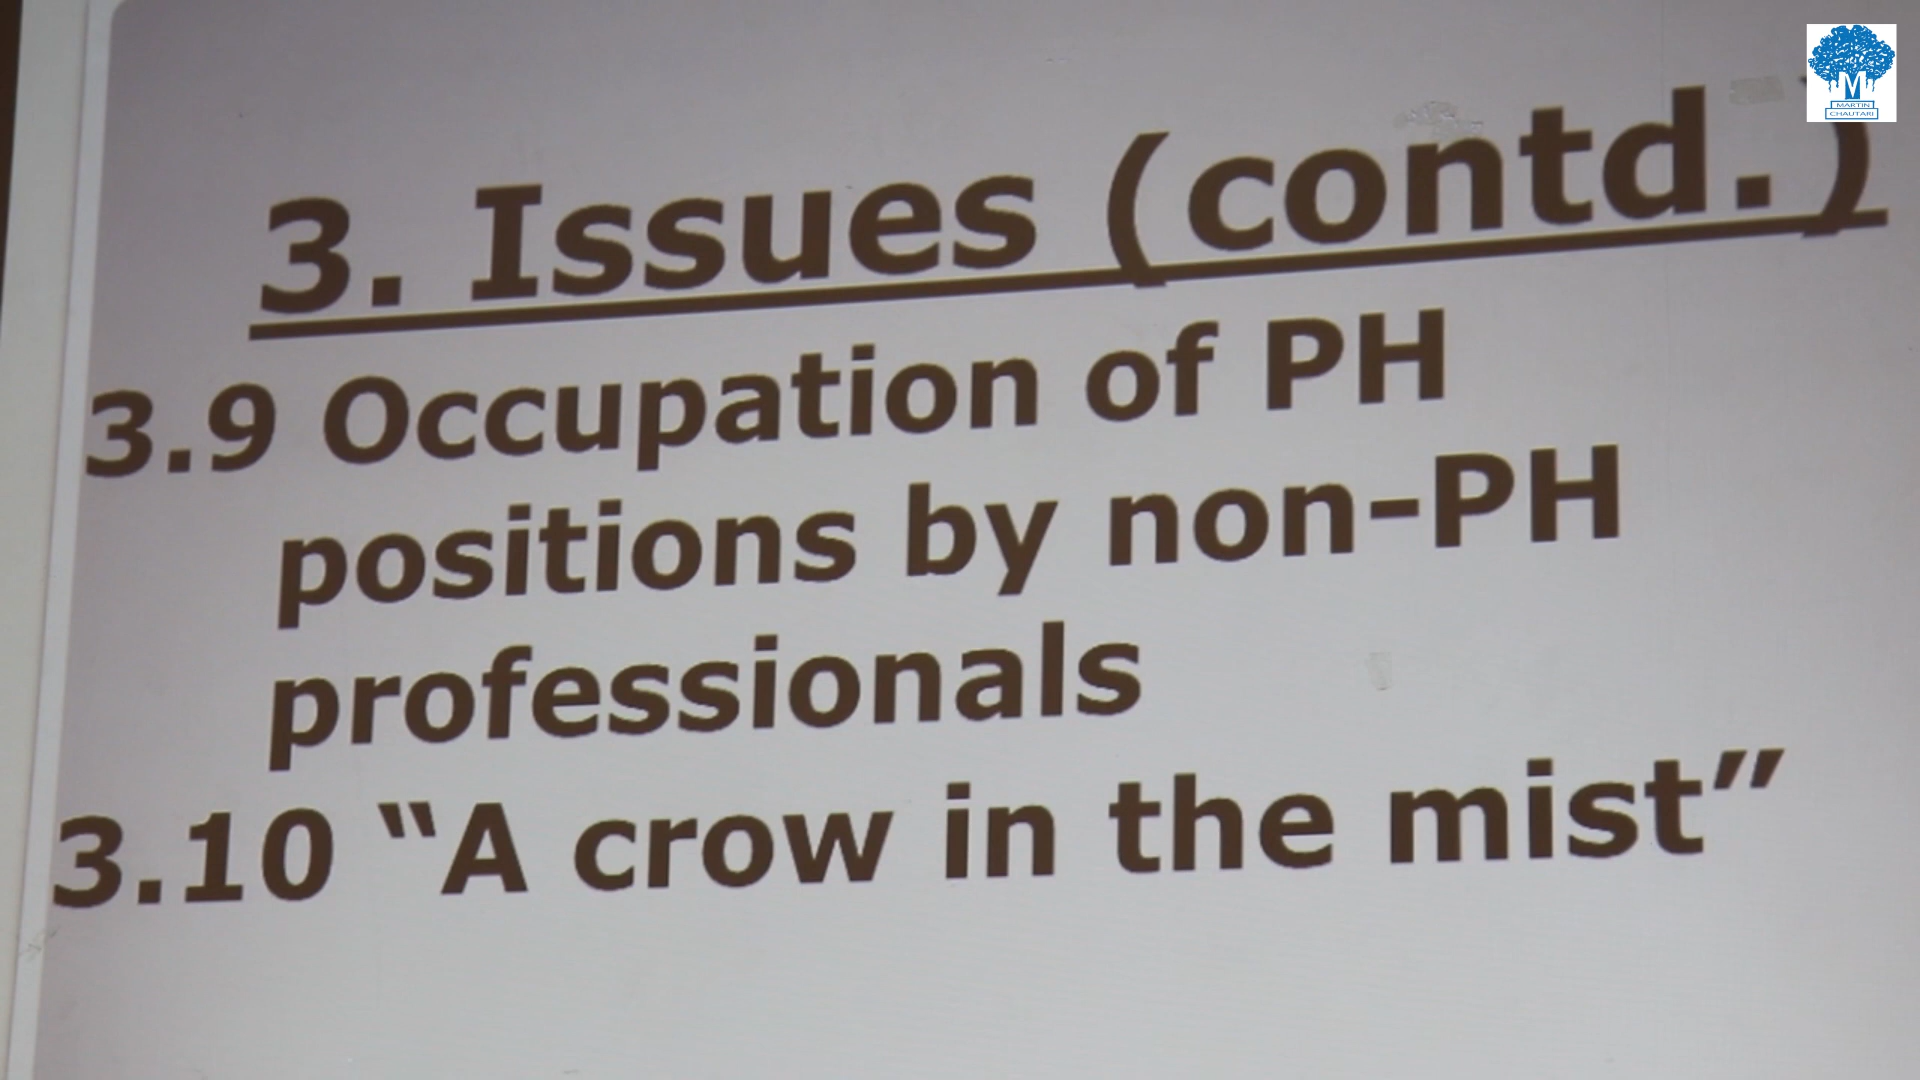 M
MARTIN
CHAUTARI
3. Issues (contd.)
3.9 Occupation of PH
positions by non-PH
professionals
3.10 “A crow in the mist”